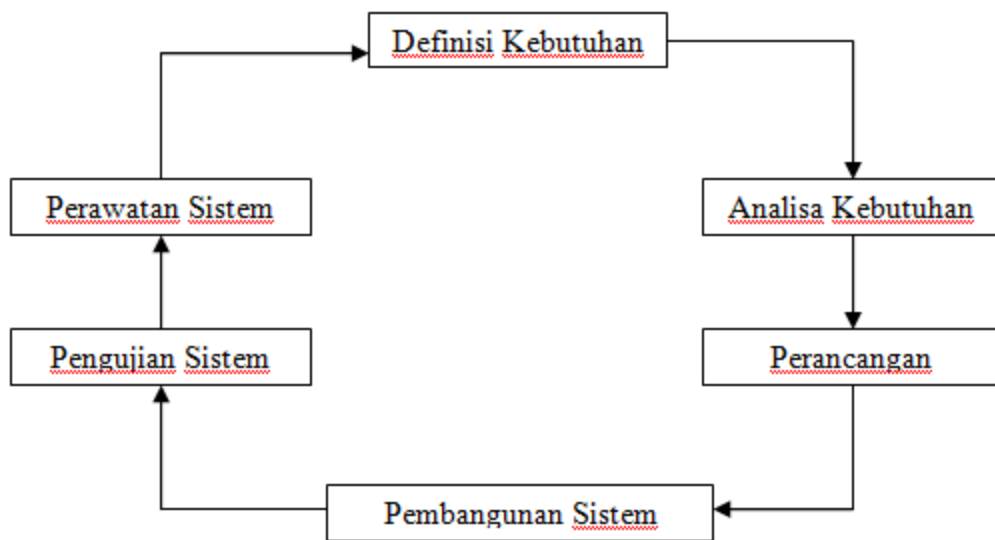 Definisi Kebutuhan
Perawatan Sistem
Analisa Kebutuhan
Pengujian Sistem
Perancangan
Pembangunan Sistem